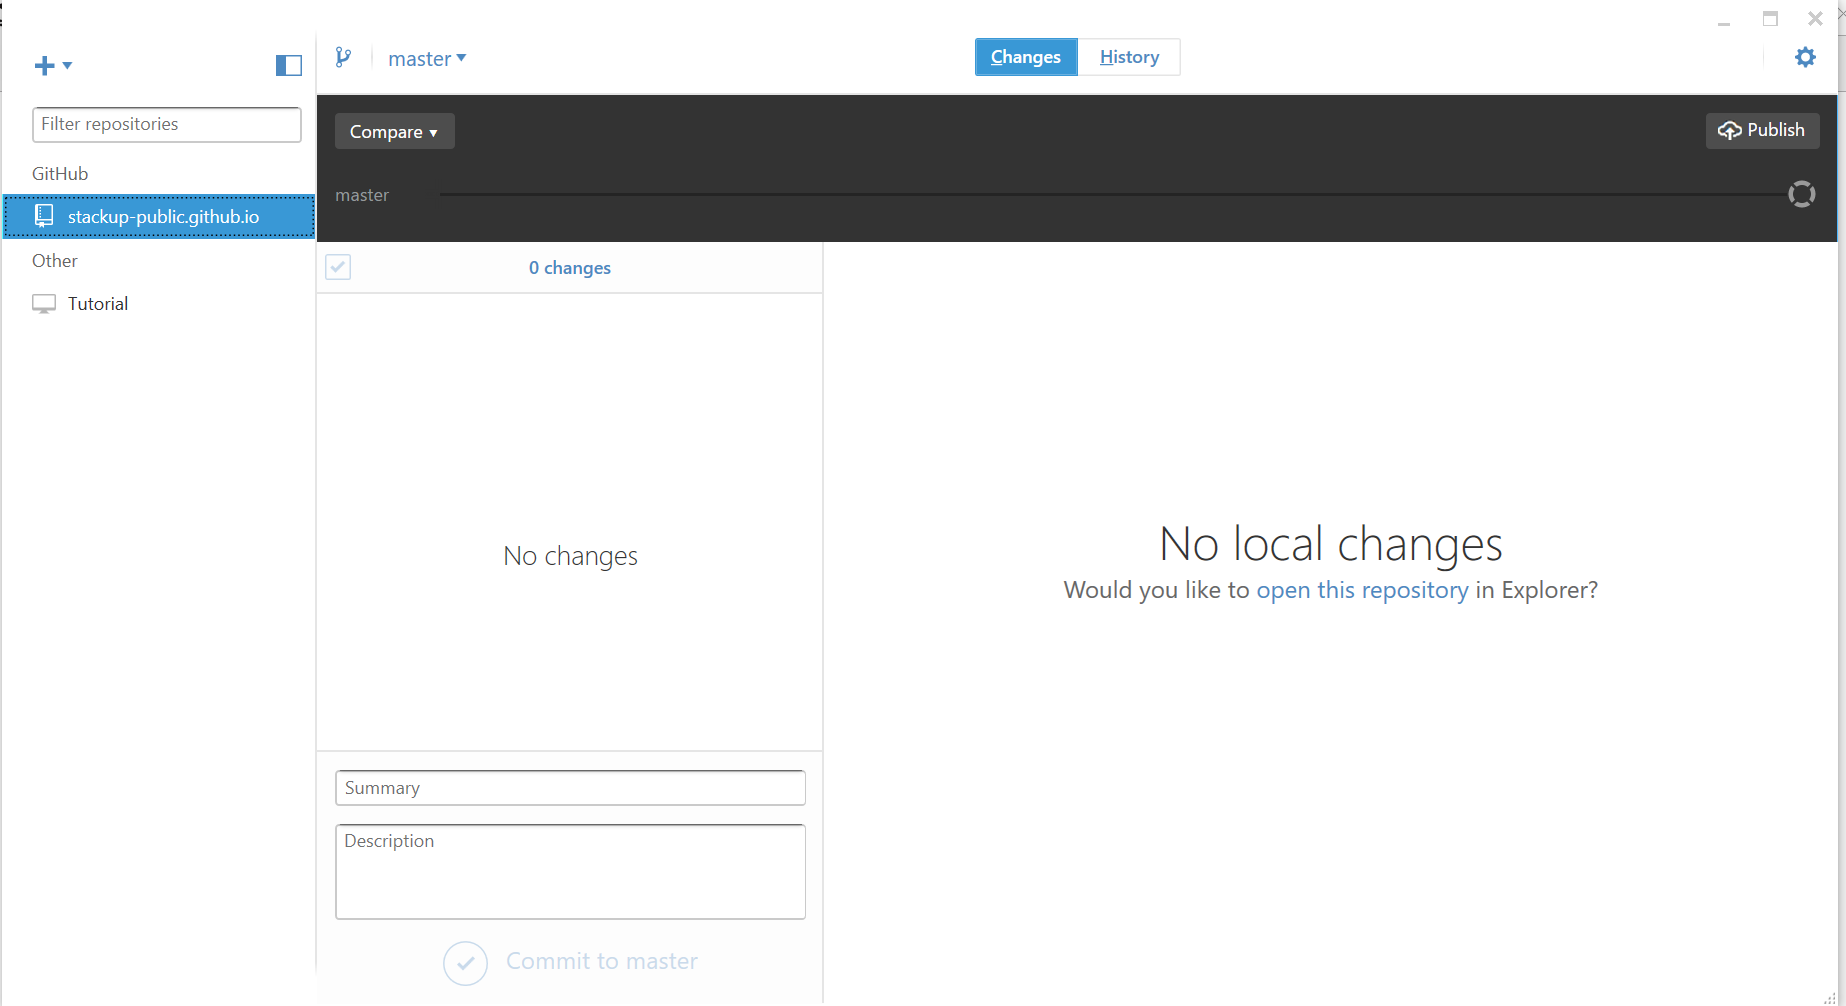 master
Changes
History
Filter repositories
GitHub
stackup-public.github.io
Other
Tutorial
Compare
Publish
master
0 changes
No changes
No local changes
Would you like to open this repository in Explorer?
Summary
Description
Commit to master